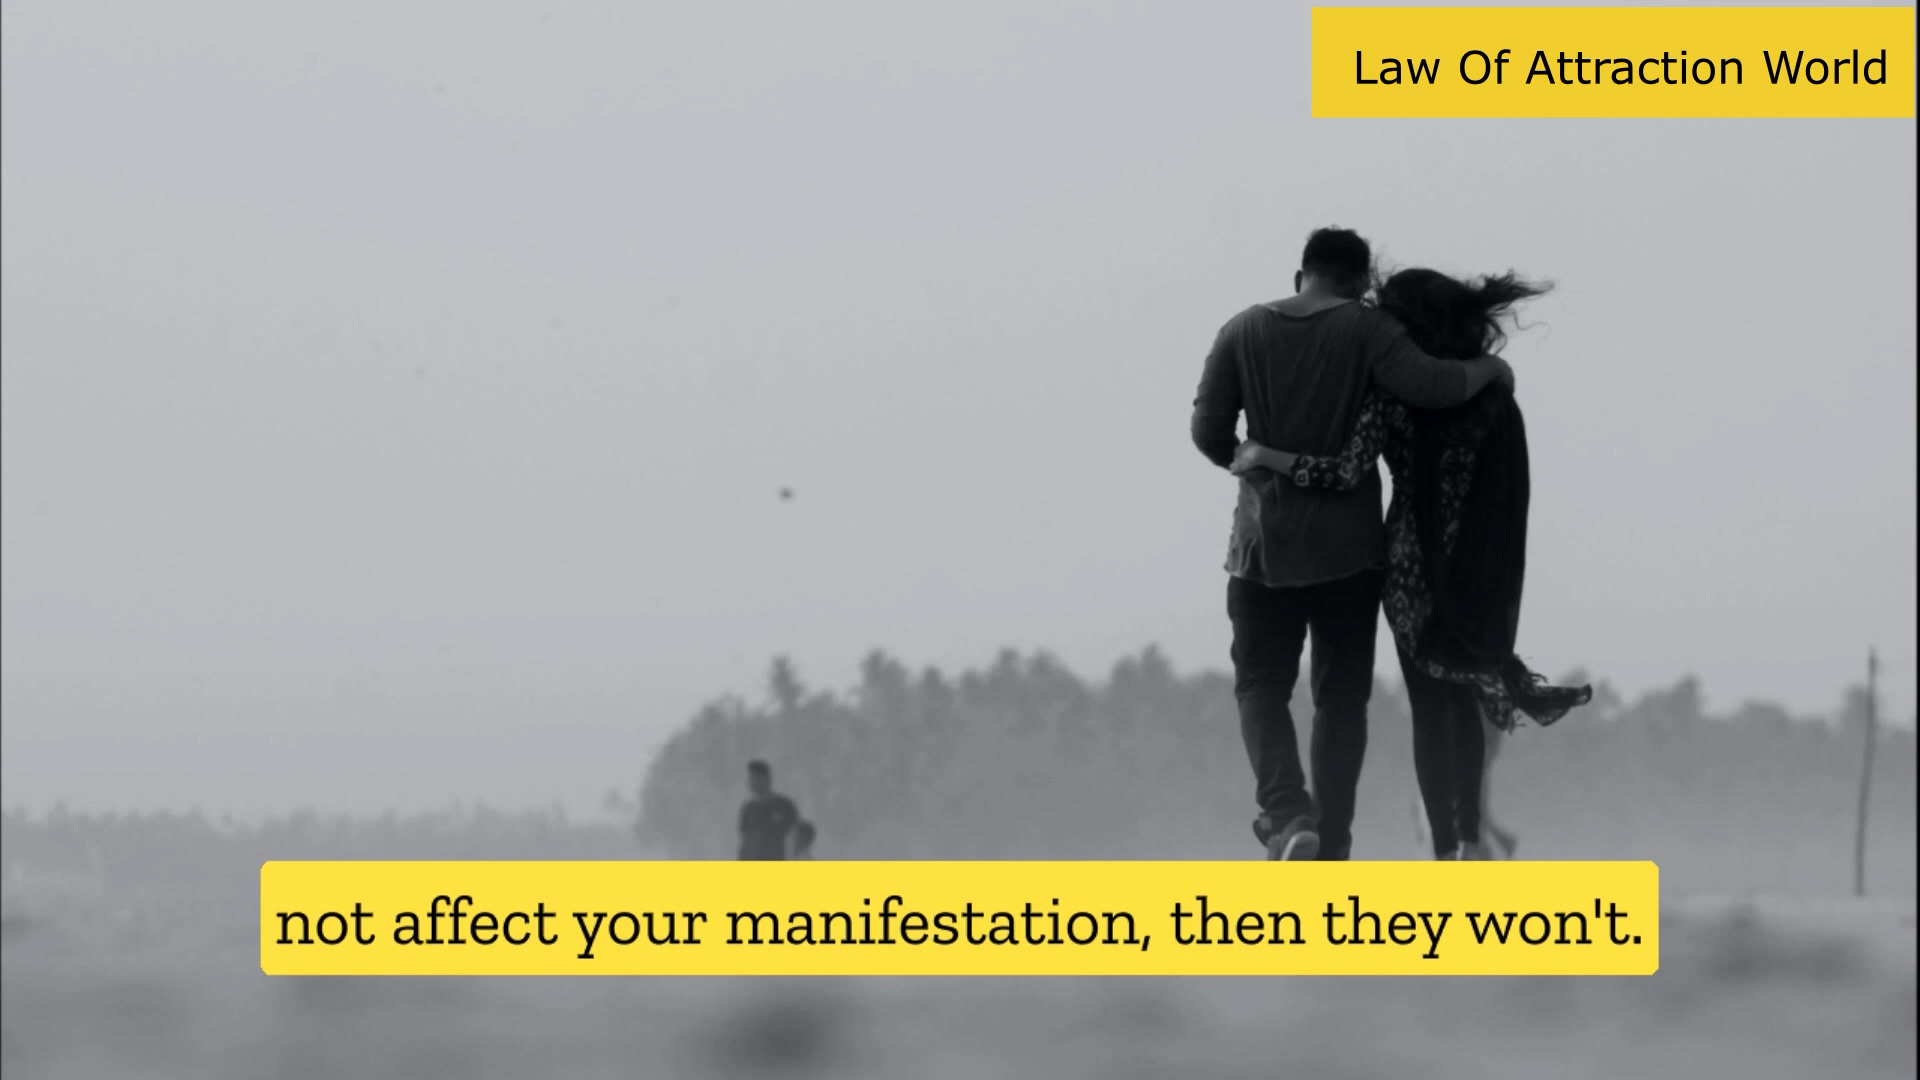 Law Of Attraction World
not affect your manifestation, then they won't.